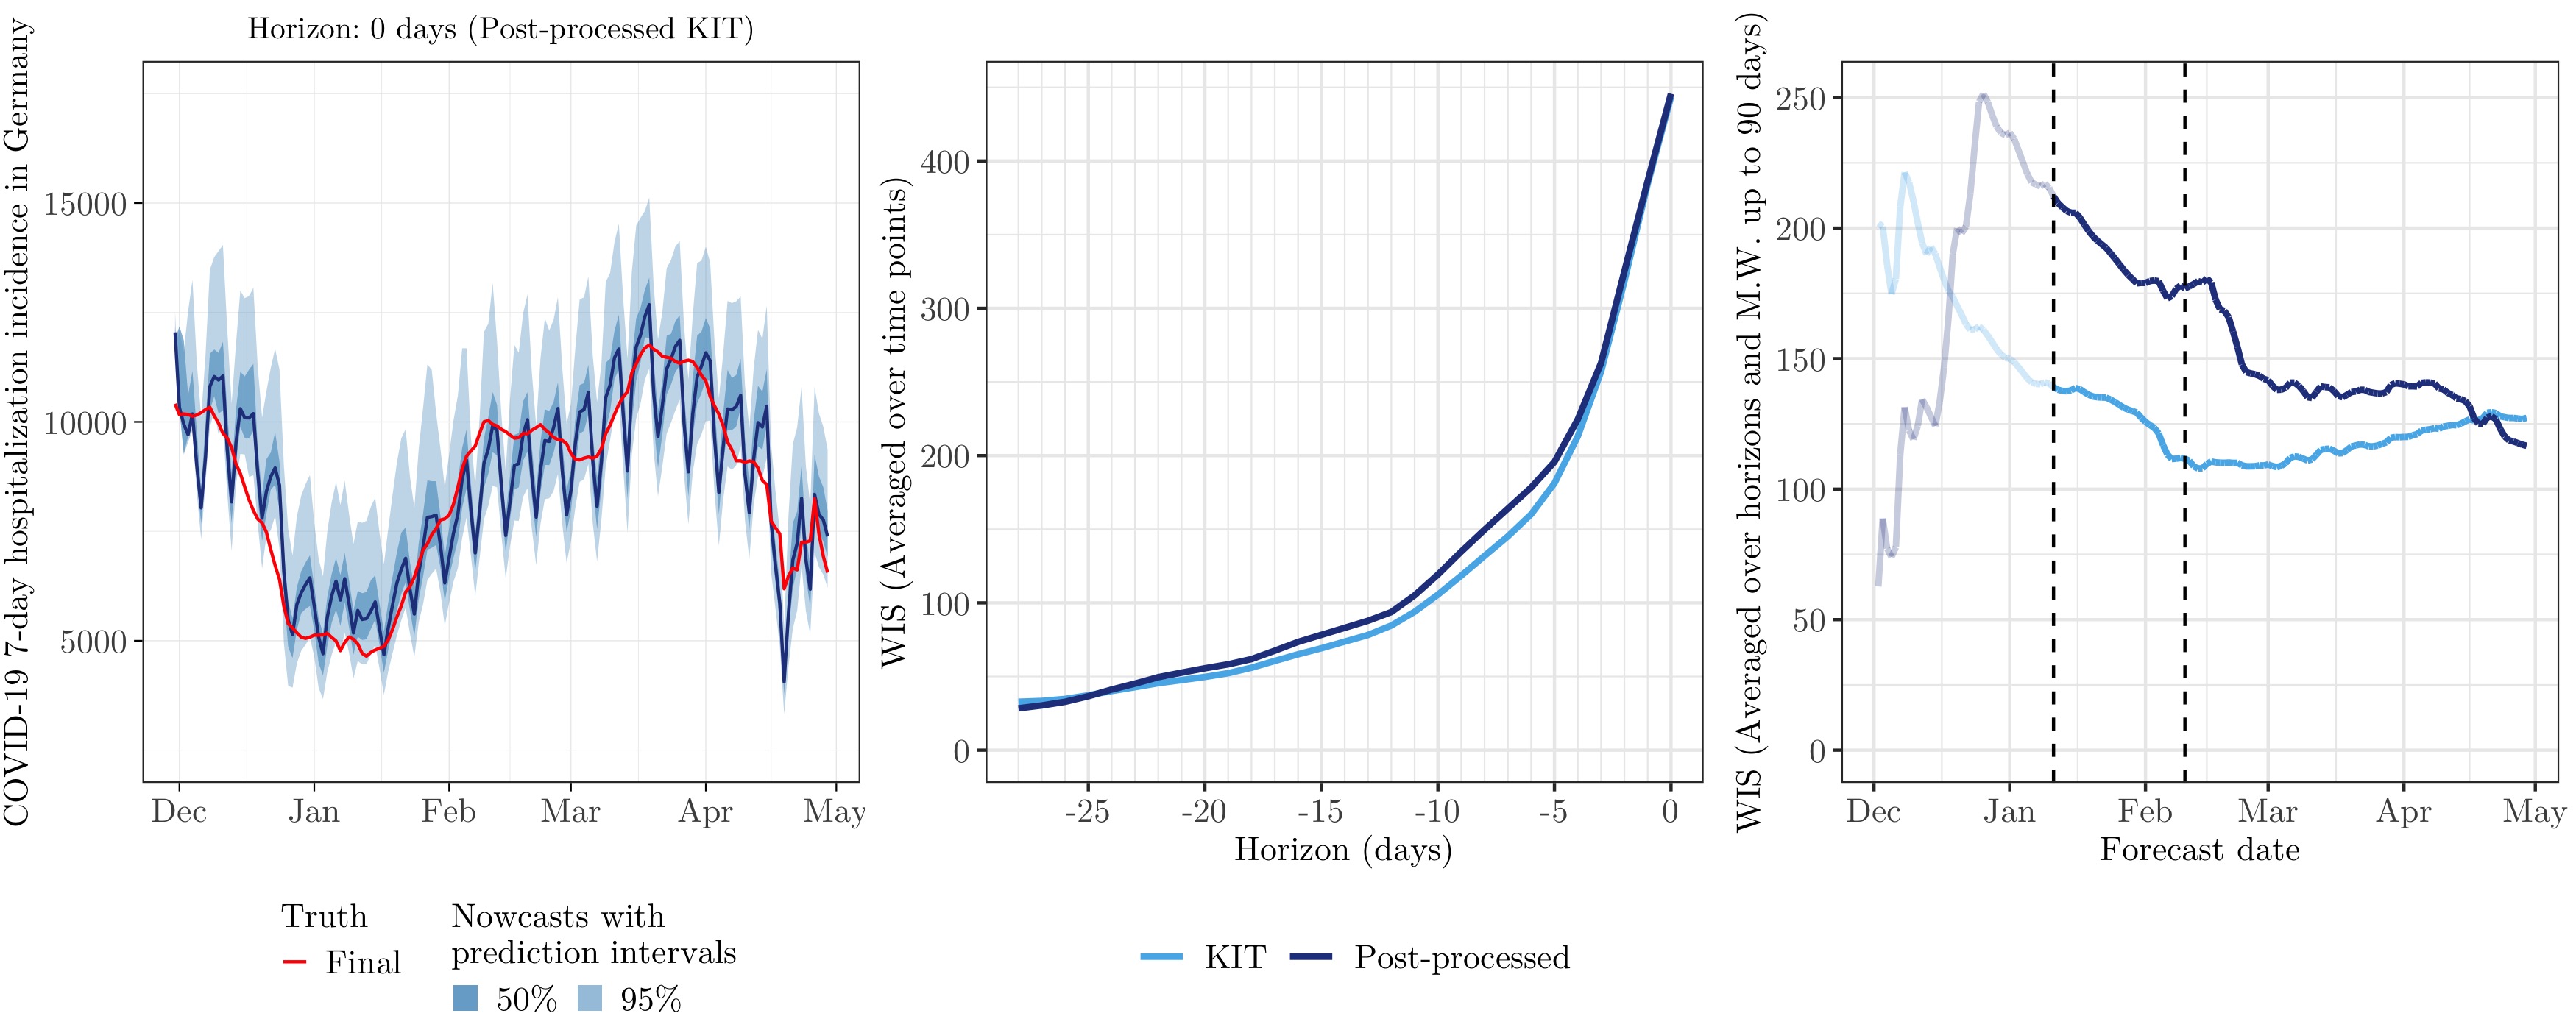 Horizon: 0 days (Post-processed KIT)
COVID-19 7-day hospitalization incidence in Germany
15000
10000
5000
Dec Jan Feb Mar Apr May
Truth
Final
Nowcasts with
prediction intervals
50% 95%
WIS (Averaged over time points)
400
300
200
100
0
-25 -20 -15 -10 -5 0
Horizon (days)
KIT Post-processed
WIS (Averaged over horizons and M.W. up to 90 days)
250
200
150
100
50
0
Dec Jan Feb Mar Apr May
Forecast date